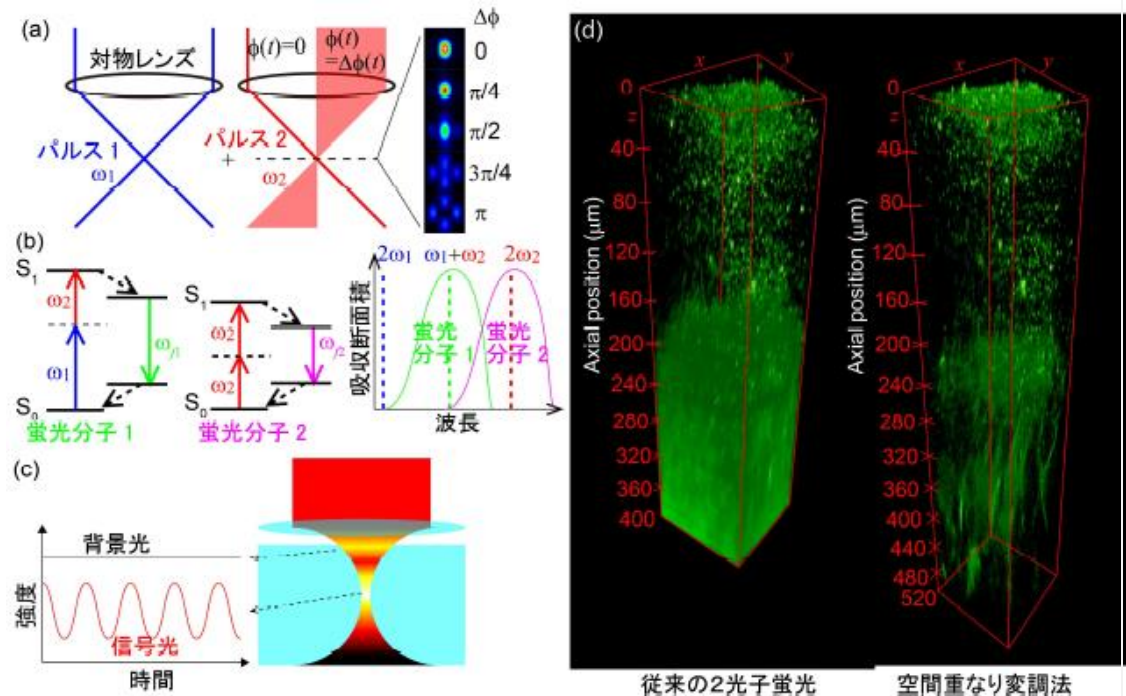 (a)
対物レンズ
パルス 1
ω1
ϕ(t)=0
ϕ(t)
=Δϕ(t)
パルス 2
+
ω2
Δϕ
0
π/4
π/2
3π/4
π
(b)
S1
ω2
ω1
ωf1
S0
蛍光分子 1
S1
ω2
ω2
ωf2
S0
蛍光分子 2
2ω1 ω1+ω2 2ω2
吸収断面積
蛍光
分子 1
蛍光
分子 2
波長
(c)
強度
背景光
信号光
時間
(d)
x
y
z
Axial position (μm)
0
40
80
120
160
200
240
280
320
360
400
従来の2光子蛍光
x
y
z
Axial position (μm)
0
40
80
120
160
200
240
280
320
360
400
440
480
520
空間重なり変調法